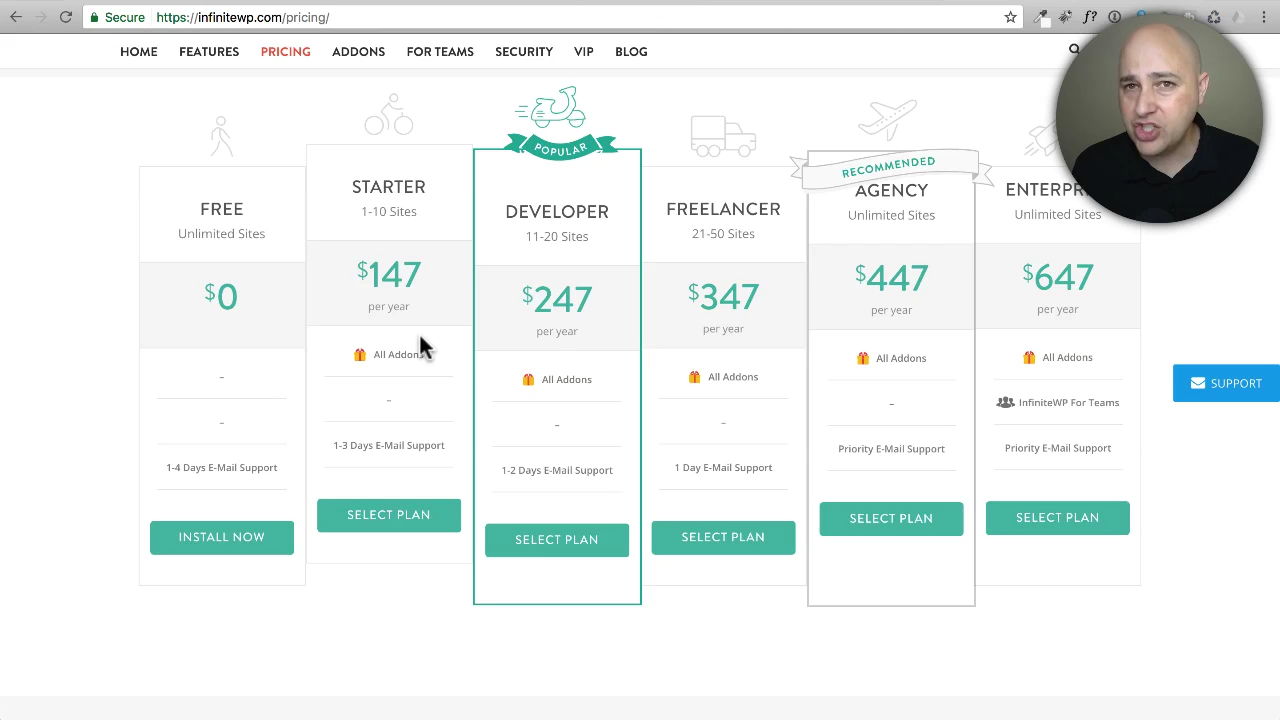 Secure
https://infinitewp.com/pricing/
HOME
FEATURES
PRICING
ADDONS
FOR TEAMS
SECURITY
VIP
BLOG
FREE
Unlimited Sites
$0
-
-
1-4 Days E-Mail Support
INSTALL NOW
STARTER
1-10 Sites
$147
per year
All Addons
-
1-3 Days E-Mail Support
SELECT PLAN
POPULAR
DEVELOPER
11-20 Sites
$247
per year
All Addons
-
1-2 Days E-Mail Support
SELECT PLAN
FREELANCER
21-50 Sites
$347
per year
All Addons
-
1 Day E-Mail Support
SELECT PLAN
RECOMMENDED
AGENCY
Unlimited Sites
$447
per year
All Addons
-
Priority E-Mail Support
SELECT PLAN
ENTERPR
Unlimited Sites
$647
per year
All Addons
InfiniteWP For Teams
Priority E-Mail Support
SELECT PLAN
SUPPORT